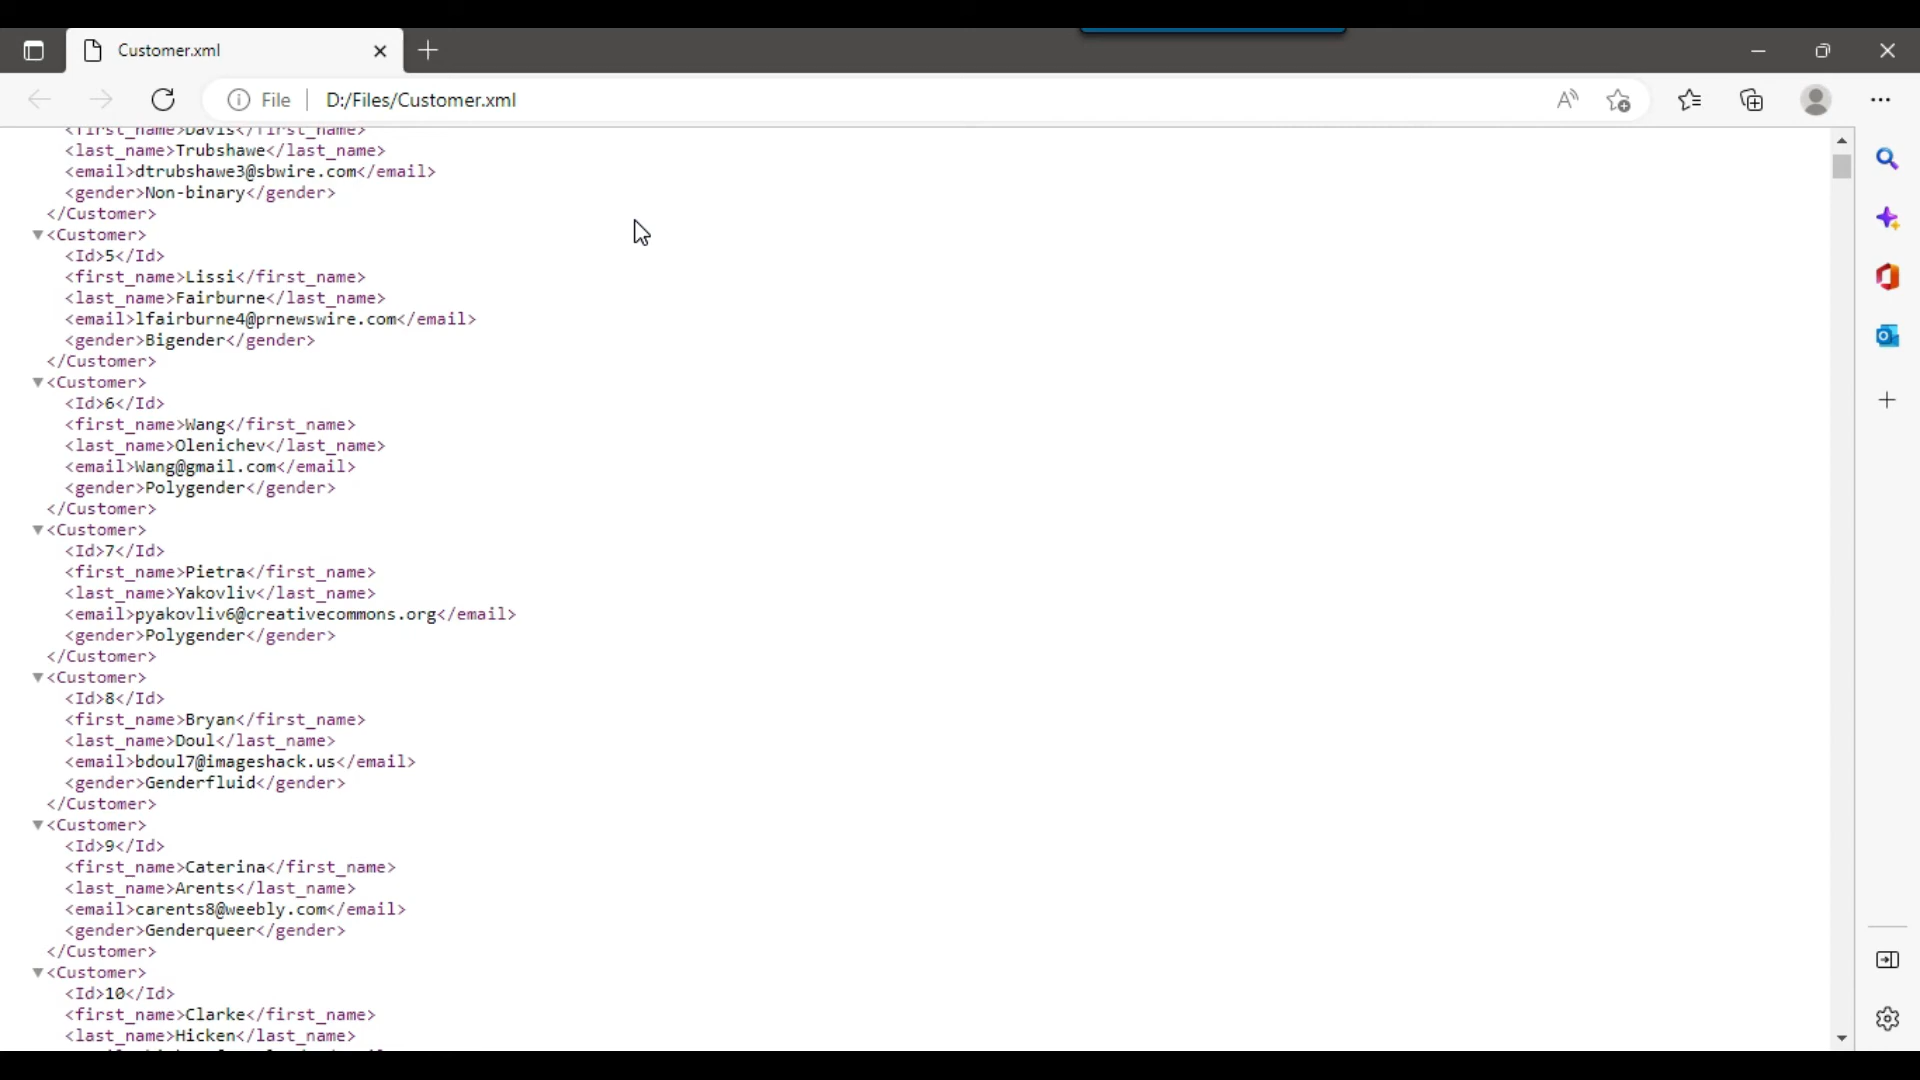 Customer.xml
File D:/Files/Customer.xml
<first_name>Davis</first_name>
<last_name>Trubshawe</last_name>
<email>dtrubshawe3@sbwire.com</email>
<gender>Non-binary</gender>
</Customer>
▼<Customer>
<Id>5</Id>
<first_name>Lissi</first_name>
<last_name>Fairburne</last_name>
<email>lfairburne4@prnewswire.com</email>
<gender>Bigender</gender>
</Customer>
▼<Customer>
<Id>6</Id>
<first_name>Wang</first_name>
<last_name>Olenichev</last_name>
<email>Wang@gmail.com</email>
<gender>Polygender</gender>
</Customer>
▼<Customer>
<Id>7</Id>
<first_name>Pietra</first_name>
<last_name>Yakovliv</last_name>
<email>pyakovliv6@creativecommons.org</email>
<gender>Polygender</gender>
</Customer>
▼<Customer>
<Id>8</Id>
<first_name>Bryan</first_name>
<last_name>Doul</last_name>
<email>bdoul7@imageshack.us</email>
<gender>Genderfluid</gender>
</Customer>
▼<Customer>
<Id>9</Id>
<first_name>Caterina</first_name>
<last_name>Arents</last_name>
<email>carents8@weebly.com</email>
<gender>Genderqueer</gender>
</Customer>
▼<Customer>
<Id>10</Id>
<first_name>Clarke</first_name>
<last_name>Hicken</last_name>